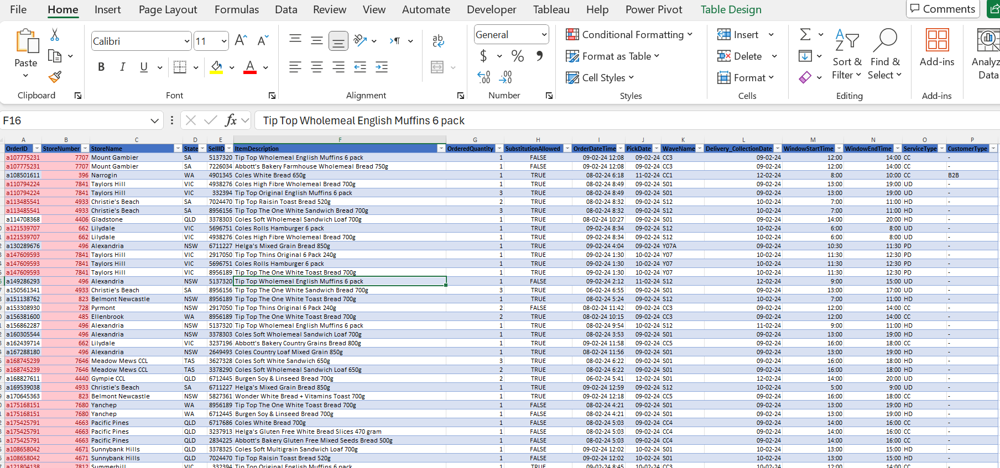 File Home Insert Page Layout Formulas Data Review View Automate Developer Tableau Help Power Pivot Table Design Comments
Calibri 11 General Conditional Formatting Insert
Paste Format as Table Delete Sort & Filter Find & Select Add-ins Analyz Data
Cell Styles Format
Clipboard Font Alignment Number Styles Cells Editing Add-ins
F16 fx Tip Top Wholemeal English Muffins 6 pack
A B C D E F G H I J K L M N O P
OrderID StoreNumber StoreName State SellID ItemDescription OrderedQuantity SubstitutionAllowed OrderDateTime PickDate WaveName Delivery_CollectionDate WindowStartTime WindowEndTime ServiceType CustomerType
a107775231 7707 Mount Gambier SA 5137320 Tip Top Wholemeal English Muffins 6 pack 1 FALSE 09-02-24 12:08 09-02-24 CC3 09-02-24 12:00 14:00 CC -
a107775231 7707 Mount Gambier SA 7226034 Abbott's Bakery Farmhouse Wholemeal Bread 750g 1 FALSE 09-02-24 12:08 09-02-24 CC3 09-02-24 12:00 14:00 CC -
a108501611 396 Narrogin WA 4901345 Coles White Bread 650g 1 TRUE 08-02-24 6:18 11-02-24 CC1 12-02-24 8:00 10:00 CC B2B
a110794224 7841 Taylors Hill VIC 4938276 Coles High Fibre Wholemeal Bread 700g 1 TRUE 08-02-24 8:49 09-02-24 S01 09-02-24 13:00 19:00 UD -
a110794224 7841 Taylors Hill VIC 332394 Tip Top Original English Muffins 6 pack 3 TRUE 08-02-24 8:49 09-02-24 S01 09-02-24 13:00 19:00 UD -
a113485541 4933 Christie's Beach SA 7024470 Tip Top Raisin Toast Bread 520g 2 TRUE 08-02-24 8:32 09-02-24 S12 10-02-24 7:00 11:00 HD -
a113485541 4933 Christie's Beach SA 8956156 Tip Top The One White Sandwich Bread 700g 3 TRUE 08-02-24 8:32 09-02-24 S12 10-02-24 7:00 11:00 HD -
a114708368 4406 Gladstone QLD 3378303 Coles Soft Wholemeal Sandwich Loaf 700g 1 TRUE 08-02-24 10:27 09-02-24 S01 09-02-24 14:00 20:00 HD -
a121539707 662 Lilydale VIC 5696751 Coles Rolls Hamburger 6 pack 1 TRUE 09-02-24 8:34 09-02-24 S12 10-02-24 6:00 8:00 UD -
a121539707 662 Lilydale VIC 4938276 Coles High Fibre Wholemeal Bread 700g 1 TRUE 09-02-24 8:34 09-02-24 S12 10-02-24 6:00 8:00 UD -
a130289676 496 Alexandria NSW 6711227 Helga's Mixed Grain Bread 850g 1 TRUE 09-02-24 4:04 09-02-24 Y07A 09-02-24 10:30 11:30 PD -
a147609593 7841 Taylors Hill VIC 2917050 Tip Top Thins Original 6 Pack 240g 1 TRUE 09-02-24 1:30 10-02-24 Y07 10-02-24 11:30 12:30 PD -
a147609593 7841 Taylors Hill VIC 5696751 Coles Rolls Hamburger 6 pack 1 TRUE 09-02-24 1:30 10-02-24 Y07 10-02-24 11:30 12:30 PD -
a147609593 7841 Taylors Hill VIC 8956189 Tip Top The One White Toast Bread 700g 1 TRUE 09-02-24 1:30 10-02-24 Y07 10-02-24 11:30 12:30 PD -
a149286293 496 Alexandria NSW 5137320 Tip Top Wholemeal English Muffins 6 pack 1 FALSE 09-02-24 2:12 11-02-24 S12 12-02-24 9:00 15:00 UD -
a150561341 4933 Christie's Beach SA 8956156 Tip Top The One White Sandwich Bread 700g 3 TRUE 06-02-24 6:55 09-02-24 S01 09-02-24 13:00 17:00 UD -
a151138762 823 Belmont Newcastle NSW 8956189 Tip Top The One White Toast Bread 700g 1 TRUE 08-02-24 5:24 09-02-24 S12 10-02-24 7:00 11:00 HD -
a153308930 728 Pyrmont NSW 2917050 Tip Top Thins Original 6 Pack 240g 2 FALSE 08-02-24 11:42 09-02-24 CC3 09-02-24 12:00 14:00 CC -
a156381600 485 Ellenbrook WA 8956189 Tip Top The One White Toast Bread 700g 2 TRUE 08-02-24 10:15 09-02-24 CC3 09-02-24 12:00 14:00 CC -
a156862287 496 Alexandria NSW 5137320 Tip Top Wholemeal English Muffins 6 pack 1 TRUE 08-02-24 9:54 10-02-24 S12 11-02-24 9:00 11:00 HD -
a160305544 496 Alexandria NSW 3378303 Coles Soft Wholemeal Sandwich Loaf 700g 1 TRUE 08-02-24 3:53 09-02-24 S01 09-02-24 13:00 19:00 HD -
a162439714 662 Lilydale VIC 3237196 Abbott's Bakery Country Grains Bread 800g 1 TRUE 09-02-24 11:58 09-02-24 CC5 09-02-24 16:00 18:00 CC -
a167288180 496 Alexandria NSW 2649493 Coles Country Loaf Mixed Grain 850g 1 TRUE 08-02-24 11:56 09-02-24 S01 09-02-24 13:00 19:00 HD -
a168745239 7646 Meadow Mews CCL TAS 3627328 Coles Soft White Sandwich 650g 3 TRUE 08-02-24 6:22 09-02-24 S01 09-02-24 16:00 18:00 HD -
a168745239 7646 Meadow Mews CCL TAS 3378290 Coles Soft Wholemeal Sandwich Loaf 650g 2 TRUE 08-02-24 6:22 09-02-24 S01 09-02-24 16:00 18:00 HD -
a168827611 4440 Gympie CCL QLD 6712445 Burgen Soy & Linseed Bread 700g 2 TRUE 06-02-24 5:41 12-02-24 S01 12-02-24 14:00 20:00 UD -
a169539038 4933 Christie's Beach SA 6711227 Helga's Mixed Grain Bread 850g 1 TRUE 09-02-24 12:59 09-02-24 S12 10-02-24 5:00 9:00 UD -
a170645363 823 Belmont Newcastle NSW 5827361 Wonder White Bread + Vitamins Toast 700g 1 TRUE 09-02-24 12:18 09-02-24 CC5 09-02-24 16:00 18:00 CC -
a175168151 7680 Yanchep WA 8956189 Tip Top The One White Toast Bread 700g 1 FALSE 08-02-24 4:21 09-02-24 S01 09-02-24 13:00 19:00 HD -
a175168151 7680 Yanchep WA 6712445 Burgen Soy & Linseed Bread 700g 1 FALSE 08-02-24 4:21 09-02-24 S01 09-02-24 13:00 19:00 HD -
a175425791 4663 Pacific Pines QLD 6717686 Coles White Bread 700g 1 FALSE 08-02-24 5:03 09-02-24 CC4 09-02-24 14:00 16:00 CC -
a175425791 4663 Pacific Pines QLD 3237913 Helga's Gluten Free White Bread Slices 470 gram 1 FALSE 08-02-24 5:03 09-02-24 CC4 09-02-24 14:00 16:00 CC -
a175425791 4663 Pacific Pines QLD 2834225 Abbott's Bakery Gluten Free Mixed Seeds Bread 500g 1 FALSE 08-02-24 5:03 09-02-24 CC4 09-02-24 14:00 16:00 CC -
a108658042 4671 Sunnybank Hills QLD 3378325 Coles Soft Multigrain Sandwich Loaf 700g 1 FALSE 09-02-24 12:02 10-02-24 S01 10-02-24 13:00 15:00 HD -
a108658042 4671 Sunnybank Hills QLD 7024470 Tip Top Raisin Toast Bread 520g 1 FALSE 09-02-24 12:02 10-02-24 S01 10-02-24 13:00 15:00 HD -
a121804138 7812 Summerhill VIC 332394 Tip Top Original English Muffins 6 pack 1 TRUE 09-02-24 8:45 10-02-24 CC3 10-02-24 12:00 14:00 CC -